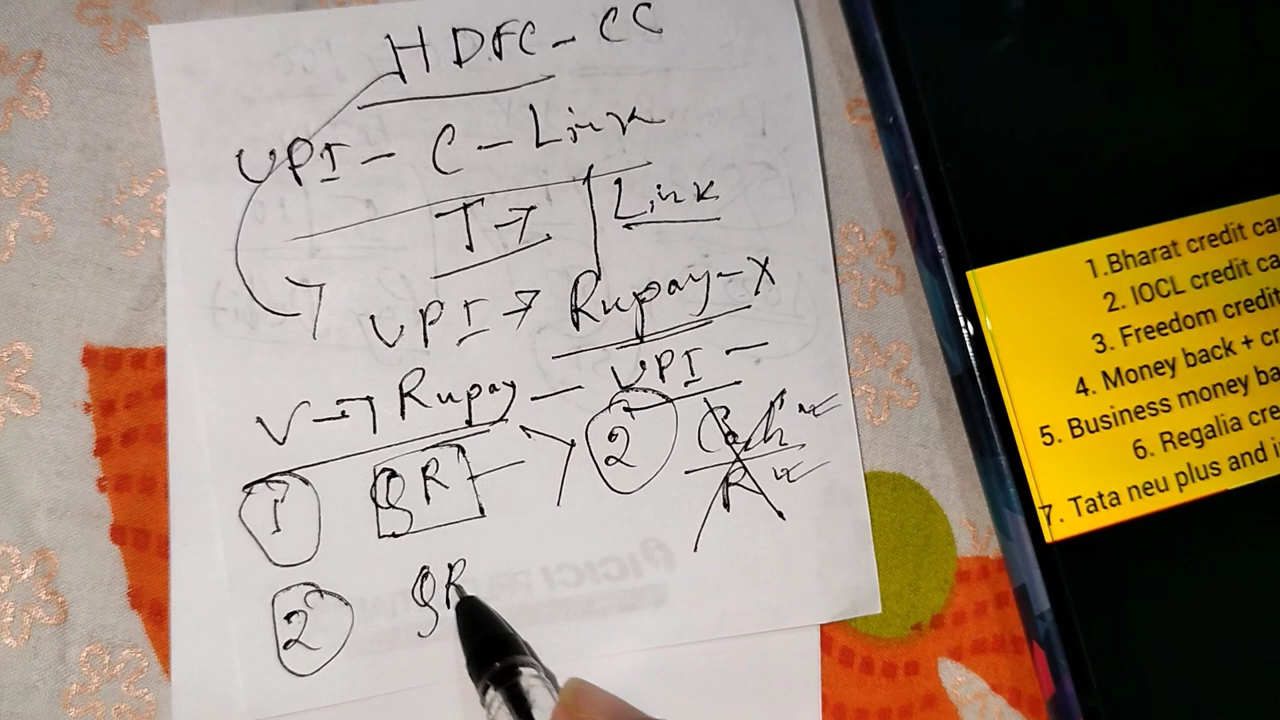 HDFC - CC
UPI - C - Link
Link
UPI → Rupay - X
V → Rupay - UPI -
1 QR → 2
2 QR
ICICI
1.Bharat credit ca
2. IOCL credit ca
3. Freedom credit
4. Money back + cr
5. Business money ba
6. Regalia cre
7. Tata neu plus and i